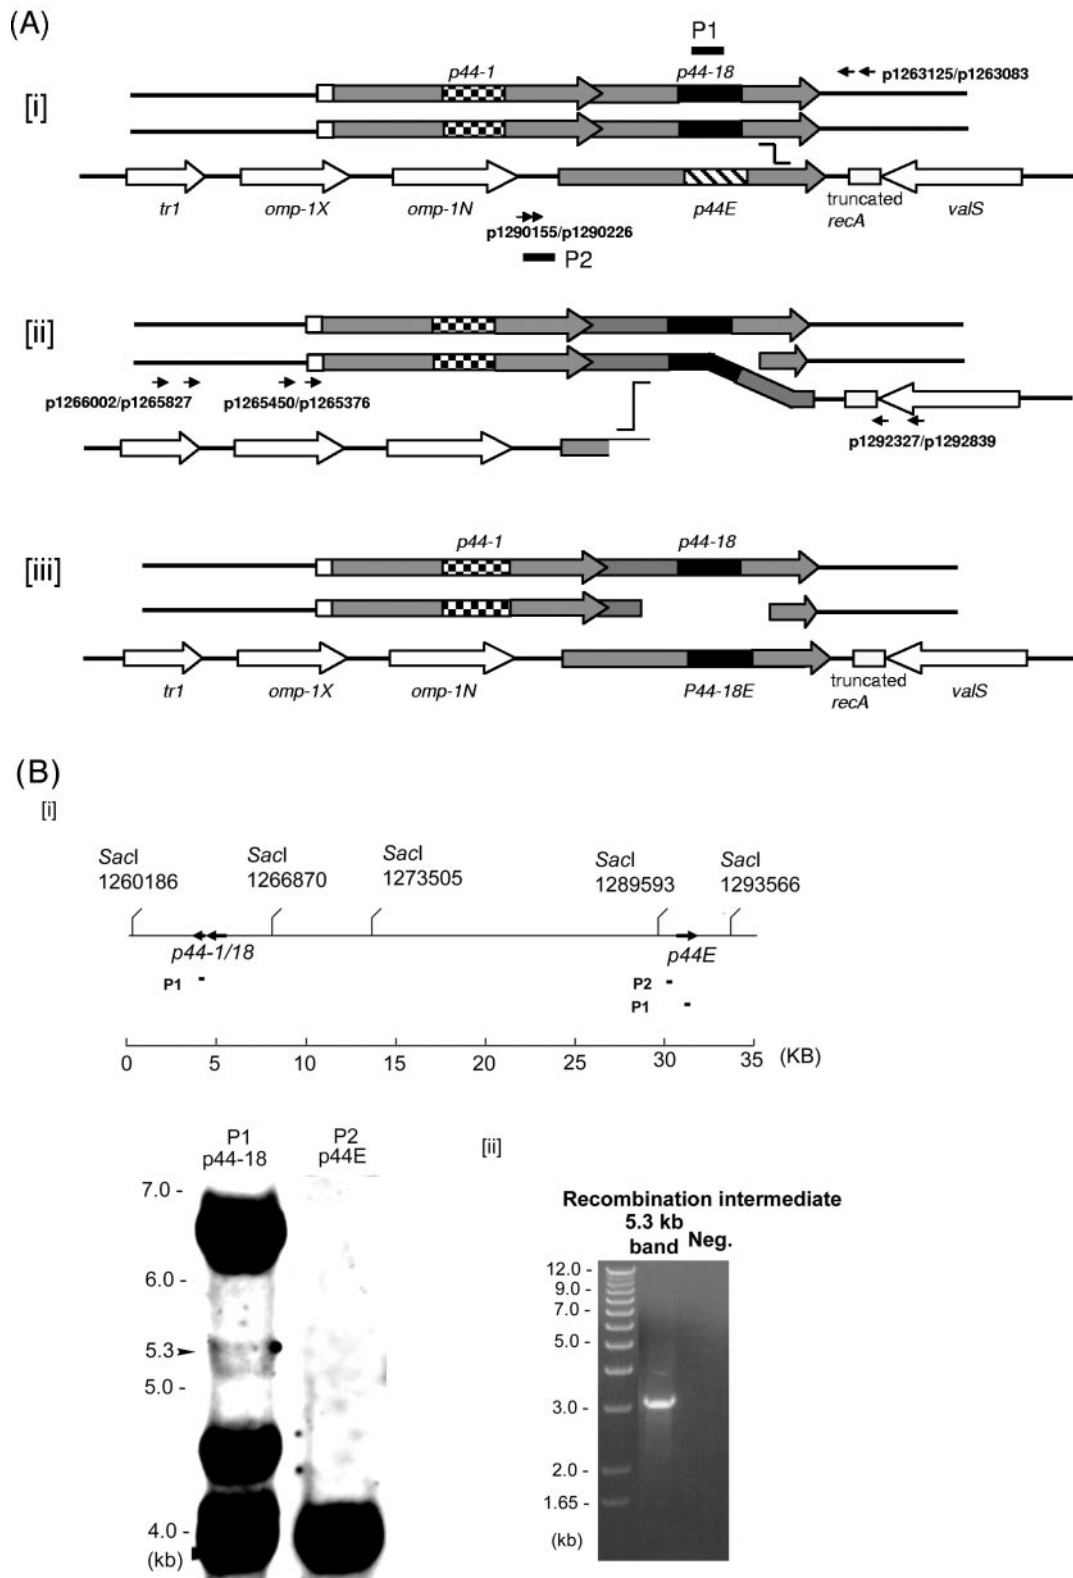 (A)
P1
p44-1
p44-18
p1263125/p1263083
[i]
tr1
omp-1X
omp-1N
p44E
truncated
recA
valS
p1290155/p1290226
P2
[ii]
p1266002/p1265827
p1265450/p1265376
p1292327/p1292839
p44-1
p44-18
[iii]
tr1
omp-1X
omp-1N
P44-18E
truncated
recA
valS
(B)
[i]
SacI
1260186
SacI
1266870
SacI
1273505
SacI
1289593
SacI
1293566
p44-1/18
p44E
P1
P2
P1
0 5 10 15 20 25 30 35 (KB)
P1
p44-18
P2
p44E
[ii]
7.0 -
6.0 -
5.3
5.0 -
4.0 -
(kb)
Recombination intermediate
5.3 kb
band
Neg.
12.0 -
9.0 -
7.0 -
5.0 -
3.0 -
2.0 -
1.65 -
(kb)